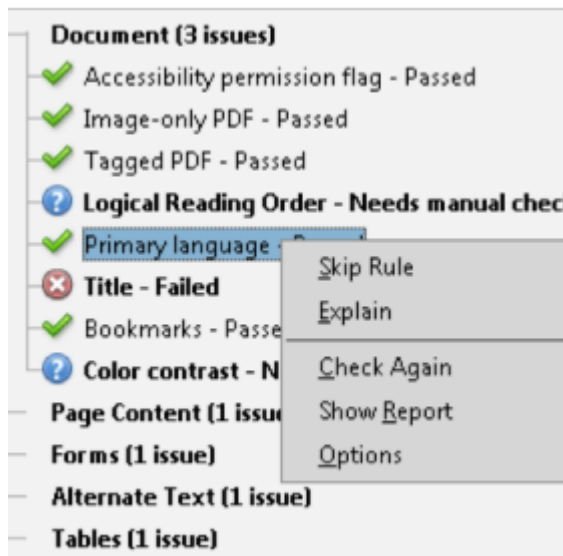 Document (3 issues)
Accessibility permission flag - Passed
Image-only PDF - Passed
Tagged PDF - Passed
Logical Reading Order - Needs manual chec
Primary language -
Title - Failed
Bookmarks - Passe
Color contrast - N
Page Content (1 issu
Forms (1 issue)
Alternate Text (1 issue)
Tables (1 issue)
Skip Rule
Explain
Check Again
Show Report
Options